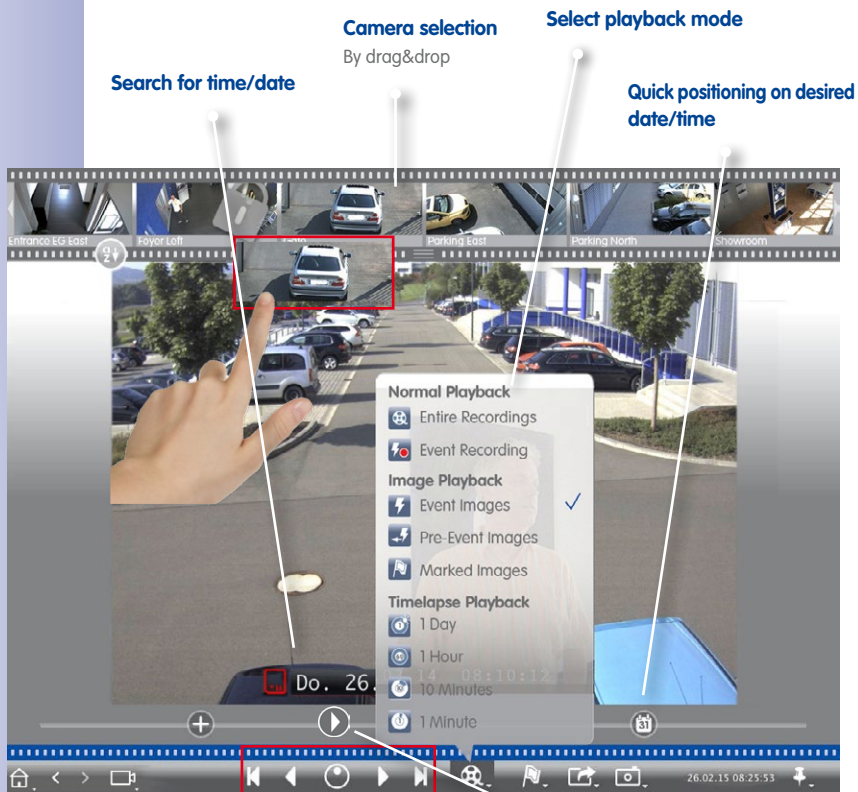 Camera selection
By drag&drop
Select playback mode
Search for time/date
Quick positioning on desired
date/time
Entrance EG East
Foyer Loft
Parking East
Parking North
Showroom
Normal Playback
Entire Recordings
Event Recording
Image Playback
Event Images
Pre-Event Images
Marked Images
Timelapse Playback
1 Day
1 Hour
Do. 26.
14 08:10:12
10 Minutes
1 Minute
31
26.02.15 08:25:53